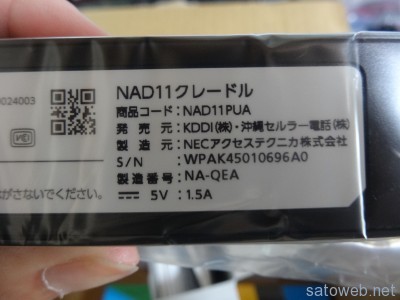 0024003
NAD11クレードル
商品コード：NAD11PUA
発売元：KDDI(株)・沖縄セルラー電話(株)
製造元：NECアクセステクニカ株式会社
S/N：WPAK45010696A0
製造番号：NA-QEA
5V 1.5A
がさないでください。
satoweb.net